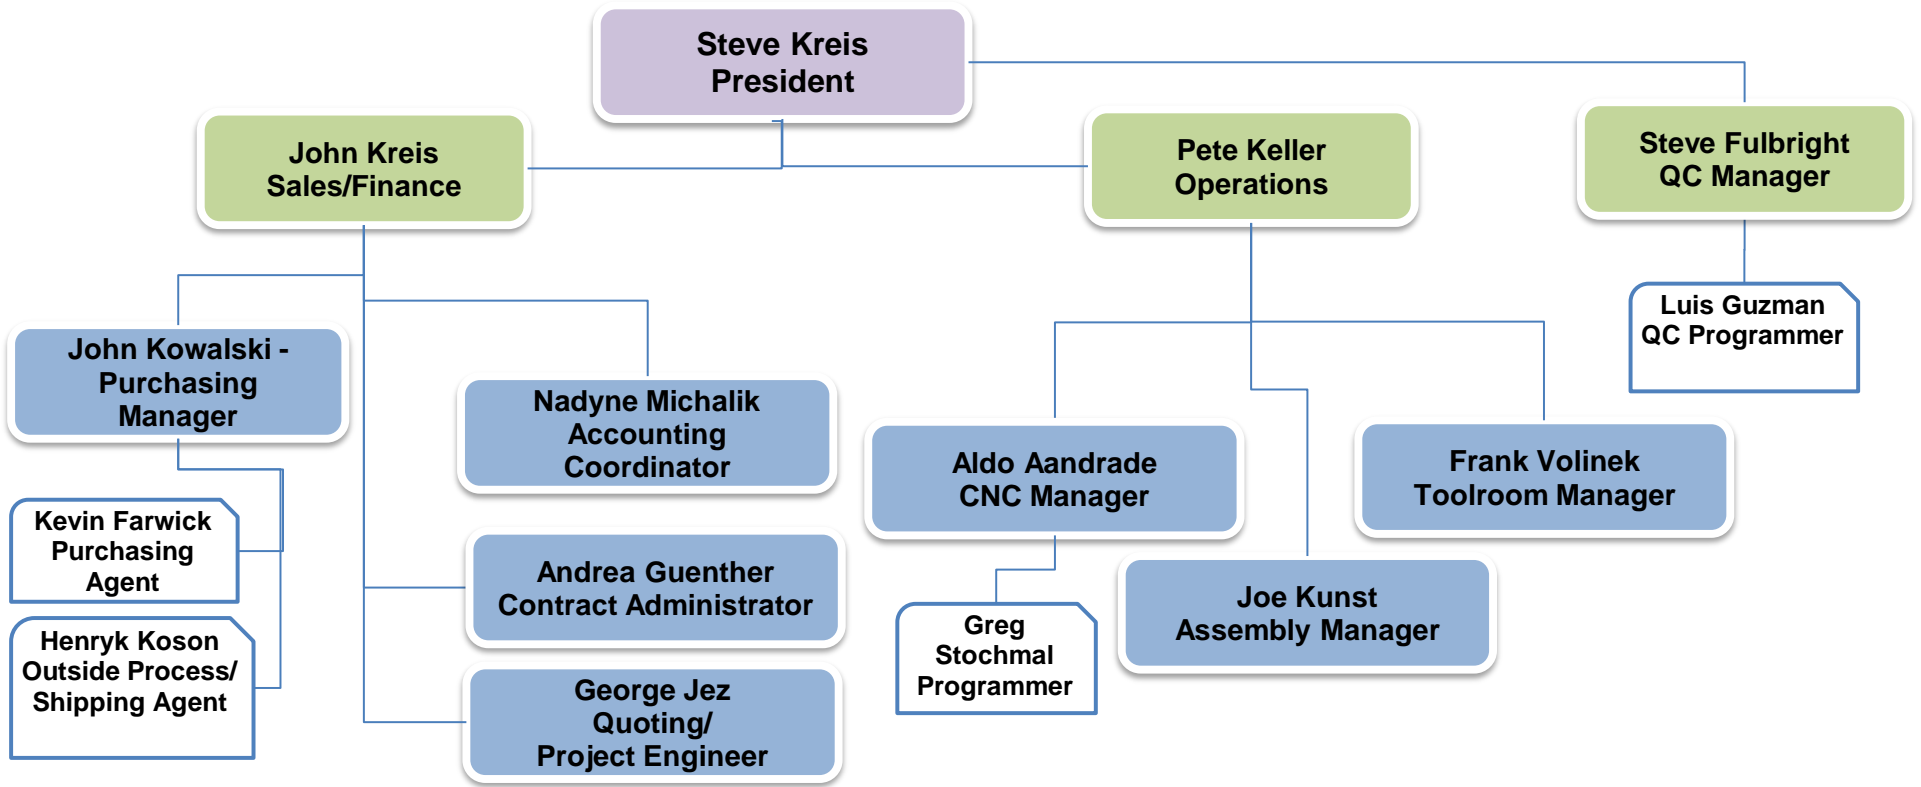 Steve Kreis
President
John Kreis
Sales/Finance
Pete Keller
Operations
Steve Fulbright
QC Manager
John Kowalski -
Purchasing
Manager
Nadyne Michalik
Accounting
Coordinator
Luis Guzman
QC Programmer
Aldo Aandrade
CNC Manager
Frank Volinek
Toolroom Manager
Kevin Farwick
Purchasing
Agent
Andrea Guenther
Contract Administrator
Joe Kunst
Assembly Manager
Henryk Koson
Outside Process/
Shipping Agent
George Jez
Quoting/
Project Engineer
Greg
Stochmal
Programmer